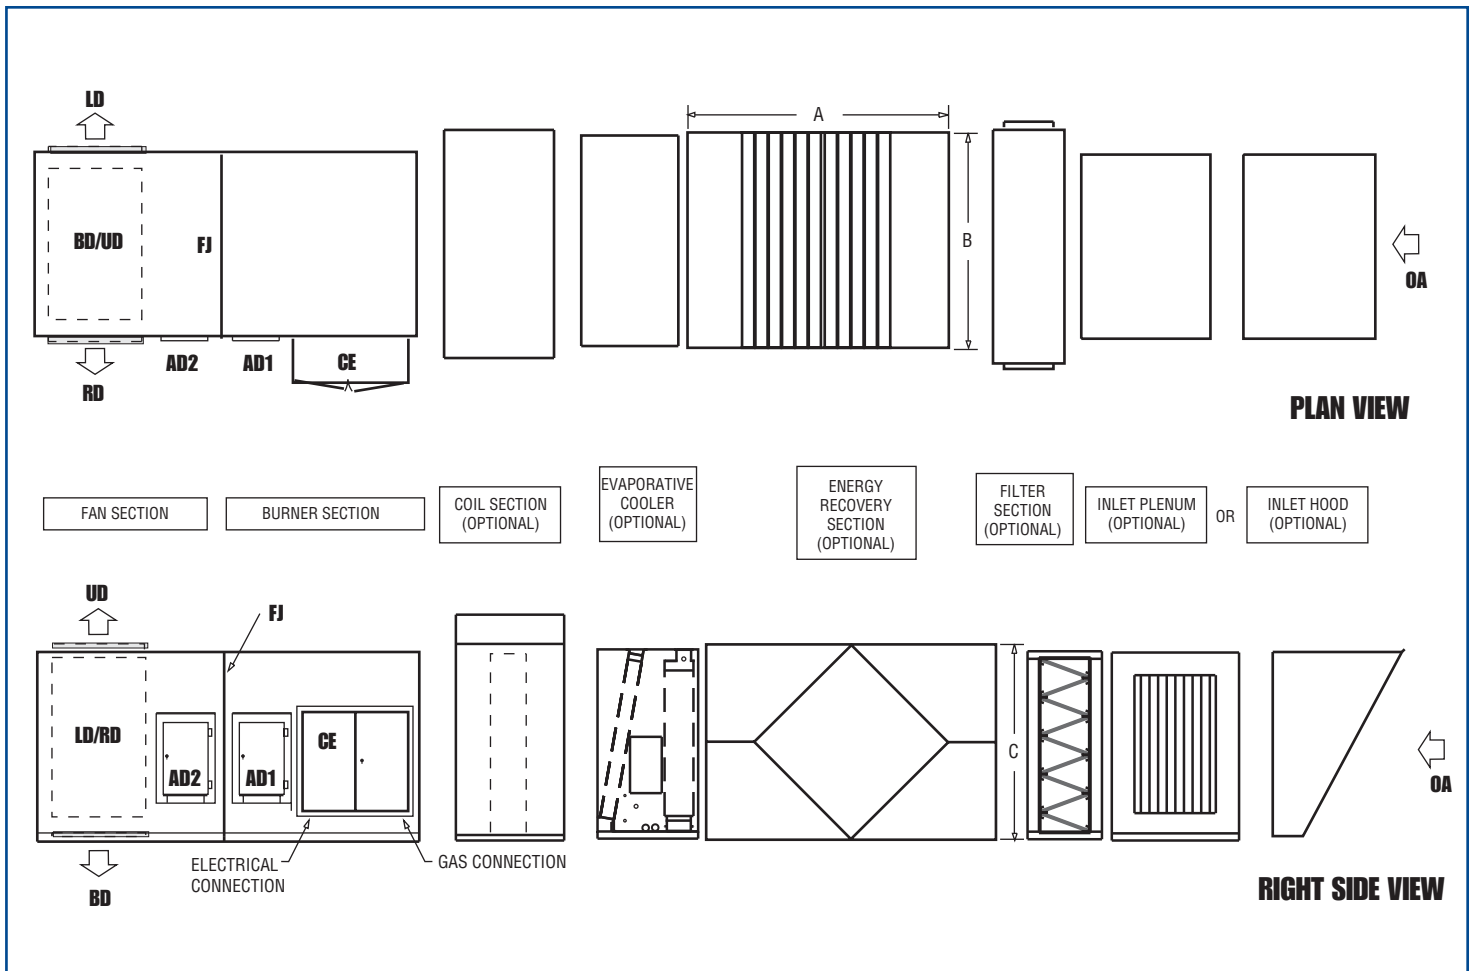 LD
A
BD/UD
FJ
B
OA
AD2
AD1
CE
RD
PLAN VIEW
FAN SECTION
BURNER SECTION
COIL SECTION
(OPTIONAL)
EVAPORATIVE
COOLER
(OPTIONAL)
ENERGY
RECOVERY
SECTION
(OPTIONAL)
FILTER
SECTION
(OPTIONAL)
INLET PLENUM
(OPTIONAL)
OR
INLET HOOD
(OPTIONAL)
UD
FJ
LD/RD
AD2
AD1
CE
C
OA
ELECTRICAL
CONNECTION
GAS CONNECTION
BD
RIGHT SIDE VIEW